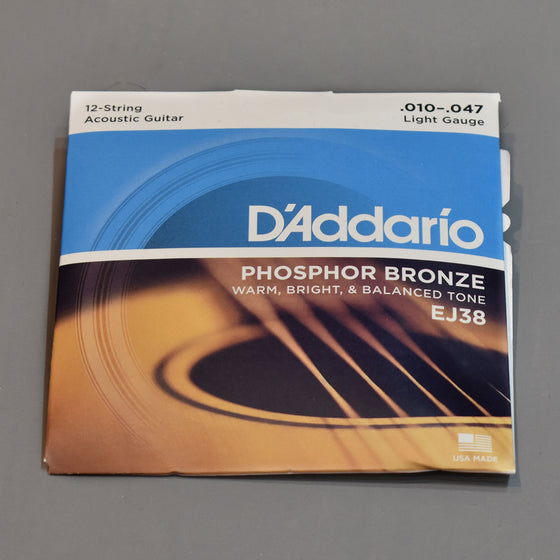 12-String
Acoustic Guitar
.010–.047
Light Gauge
D'Addario
PHOSPHOR BRONZE
WARM, BRIGHT, & BALANCED TONE
EJ38
USA MADE